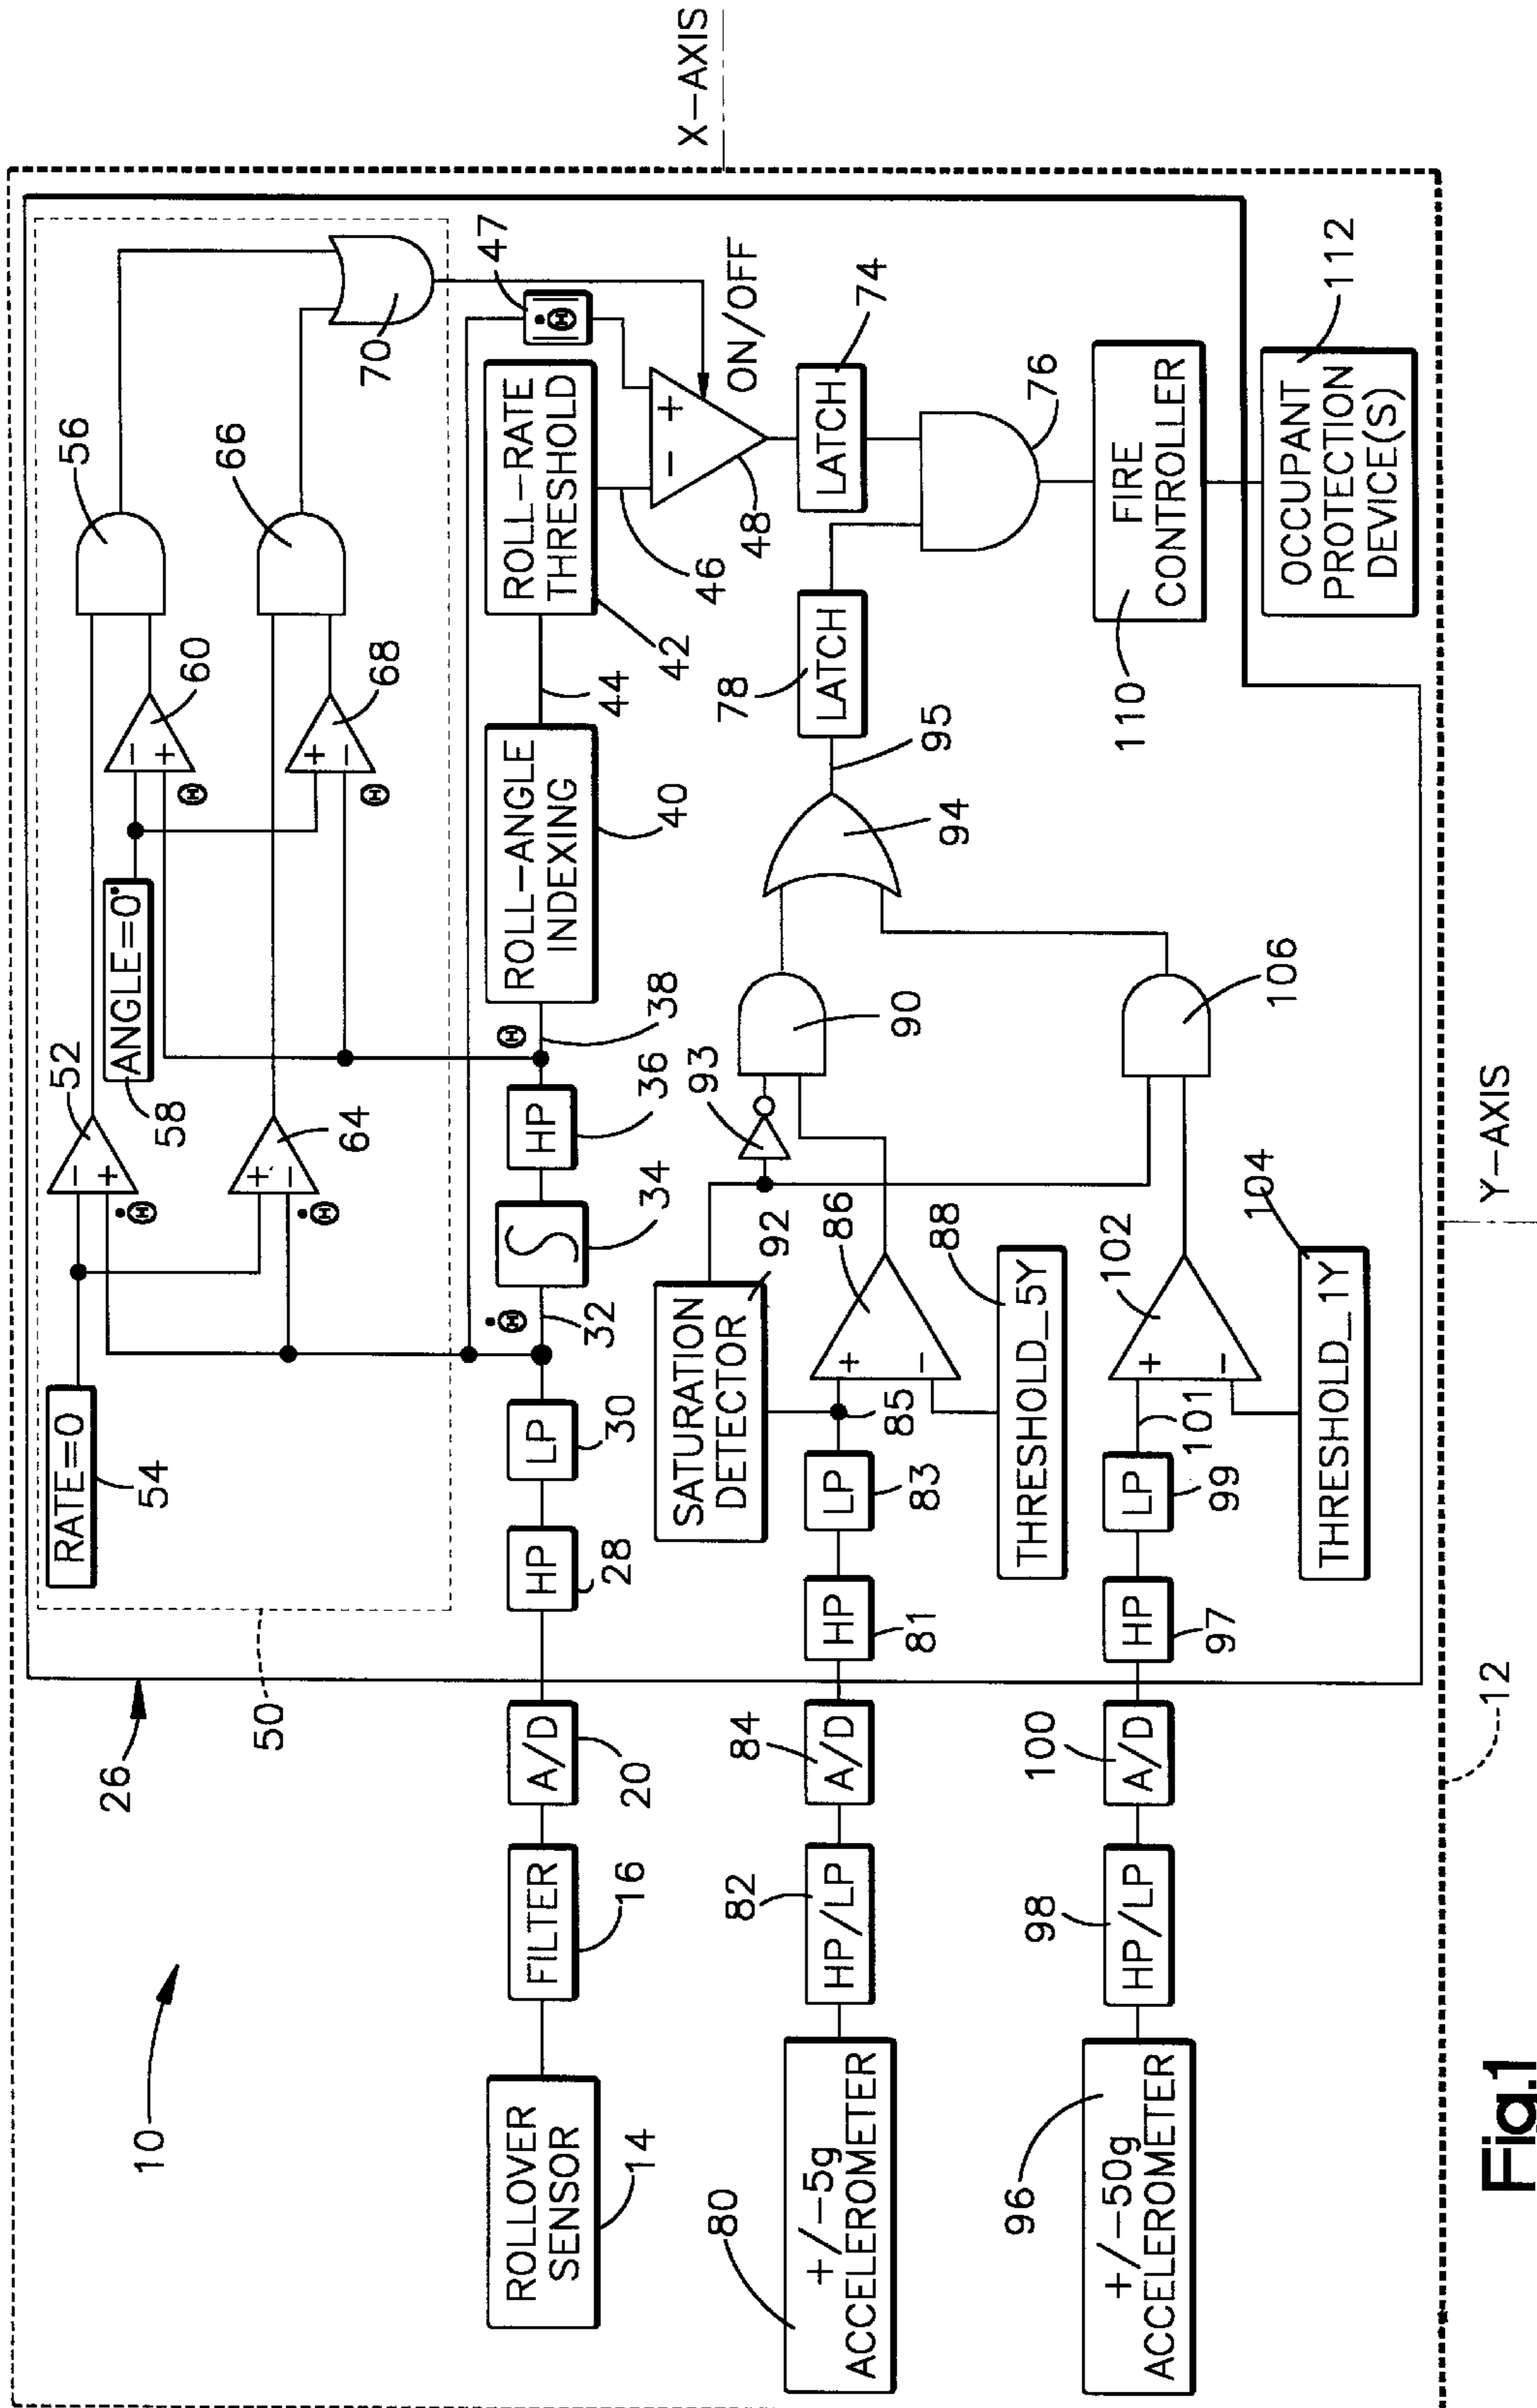 10
26
50
RATE=0
54
52
−
+
Θ̇
64
+
−
Θ̇
ANGLE=0°
58
60
−
+
Θ
68
+
−
Θ
56
66
70
ROLLOVER
SENSOR
14
FILTER
16
A/D
20
HP
28
LP
30
Θ̇
32
∫
34
HP
36
Θ
38
ROLL−ANGLE
INDEXING
40
44
ROLL−RATE
THRESHOLD
42
46
|Θ̇|
47
−
+
48
ON/OFF
X−AXIS
80
+/−5g
ACCELEROMETER
82
HP/LP
84
A/D
HP
81
LP
83
85
SATURATION
DETECTOR
92
86
+
−
88
THRESHOLD_5Y
93
90
94
95
78
LATCH
LATCH
74
76
96
+/−50g
ACCELEROMETER
98
HP/LP
100
A/D
HP
97
LP
99
101
102
+
−
104
THRESHOLD_1Y
106
110
FIRE
CONTROLLER
OCCUPANT
PROTECTION
DEVICE(S)
112
12
Y−AXIS
Fig.1